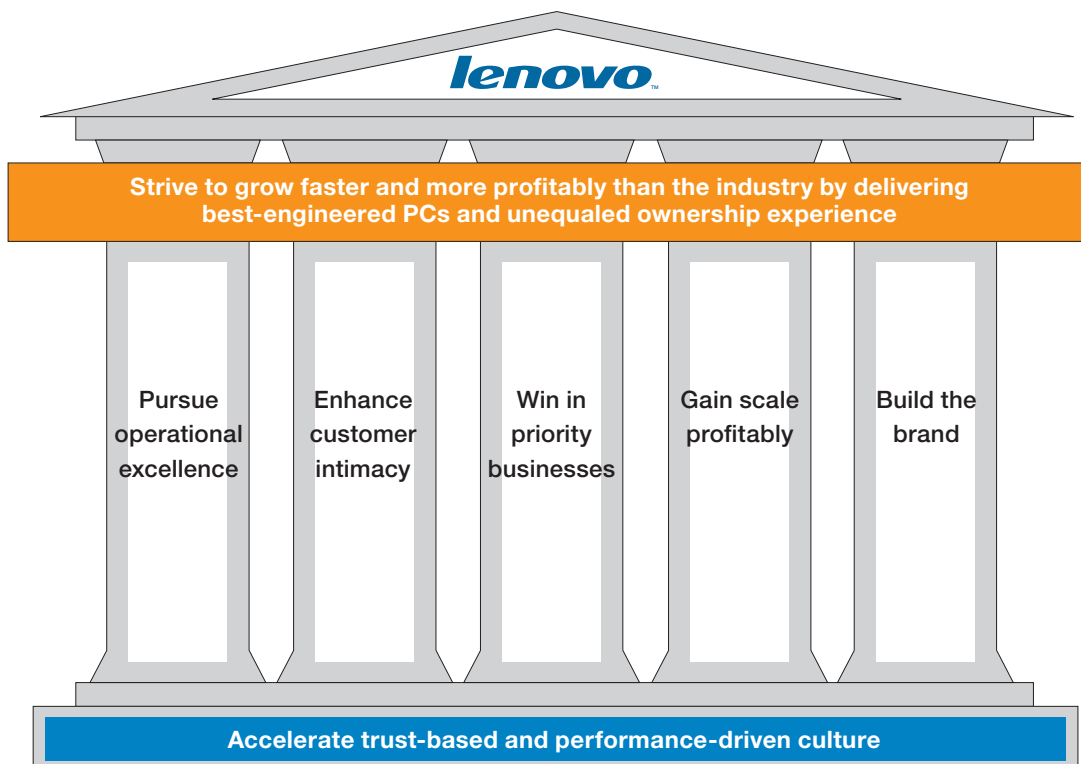 lenovo™
Strive to grow faster and more profitably than the industry by delivering
best-engineered PCs and unequaled ownership experience
Pursue
operational
excellence
Enhance
customer
intimacy
Win in
priority
businesses
Gain scale
profitably
Build the
brand
Accelerate trust-based and performance-driven culture